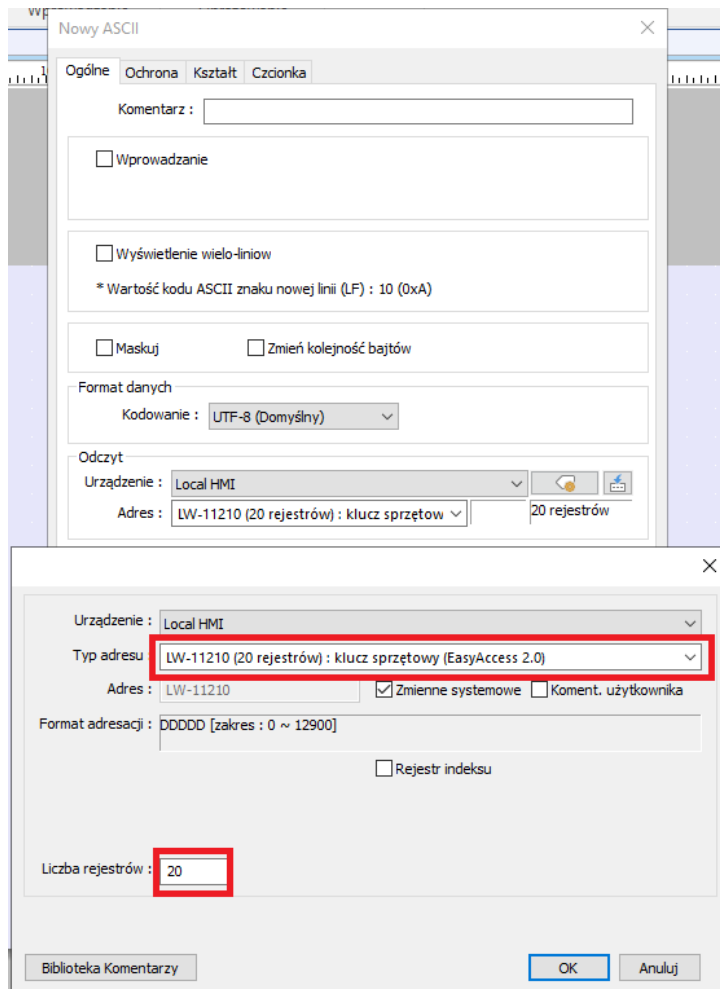 Nowy ASCII
Ogólne Ochrona Kształt Czcionka
Komentarz :
Wprowadzanie
Wyświetlenie wielo-liniow
* Wartość kodu ASCII znaku nowej linii (LF) : 10 (0xA)
Maskuj Zmień kolejność bajtów
Format danych
Kodowanie : UTF-8 (Domyślny)
Odczyt
Urządzenie : Local HMI
Adres : LW-11210 (20 rejestrów) : klucz sprzętow 20 rejestrów
Urządzenie : Local HMI
Typ adresu : LW-11210 (20 rejestrów) : klucz sprzętowy (EasyAccess 2.0)
Adres : LW-11210 Zmienne systemowe Koment. użytkownika
Format adresacji : DDDDD [zakres : 0 ~ 12900]
Rejestr indeksu
Liczba rejestrów : 20
Biblioteka Komentarzy OK Anuluj